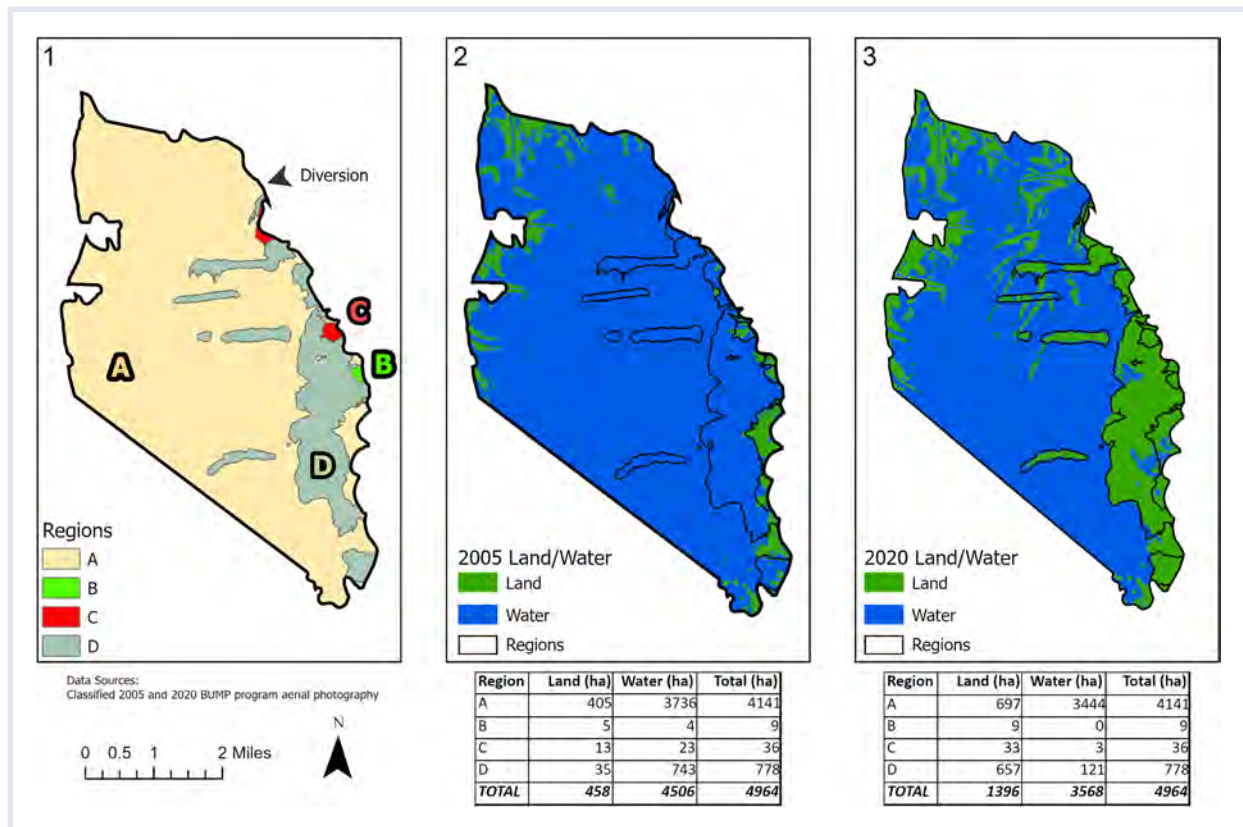 1
Diversion
C
B
A
D
Regions
A
B
C
D
Data Sources:
Classified 2005 and 2020 BUMP program aerial photography
0 0.5 1 2 Miles
N
2
2005 Land/Water
Land
Water
Regions
Region Land (ha) Water (ha) Total (ha)
A 405 3736 4141
B 5 4 9
C 13 23 36
D 35 743 778
TOTAL 458 4506 4964
3
2020 Land/Water
Land
Water
Regions
Region Land (ha) Water (ha) Total (ha)
A 697 3444 4141
B 9 0 9
C 33 3 36
D 657 121 778
TOTAL 1396 3568 4964